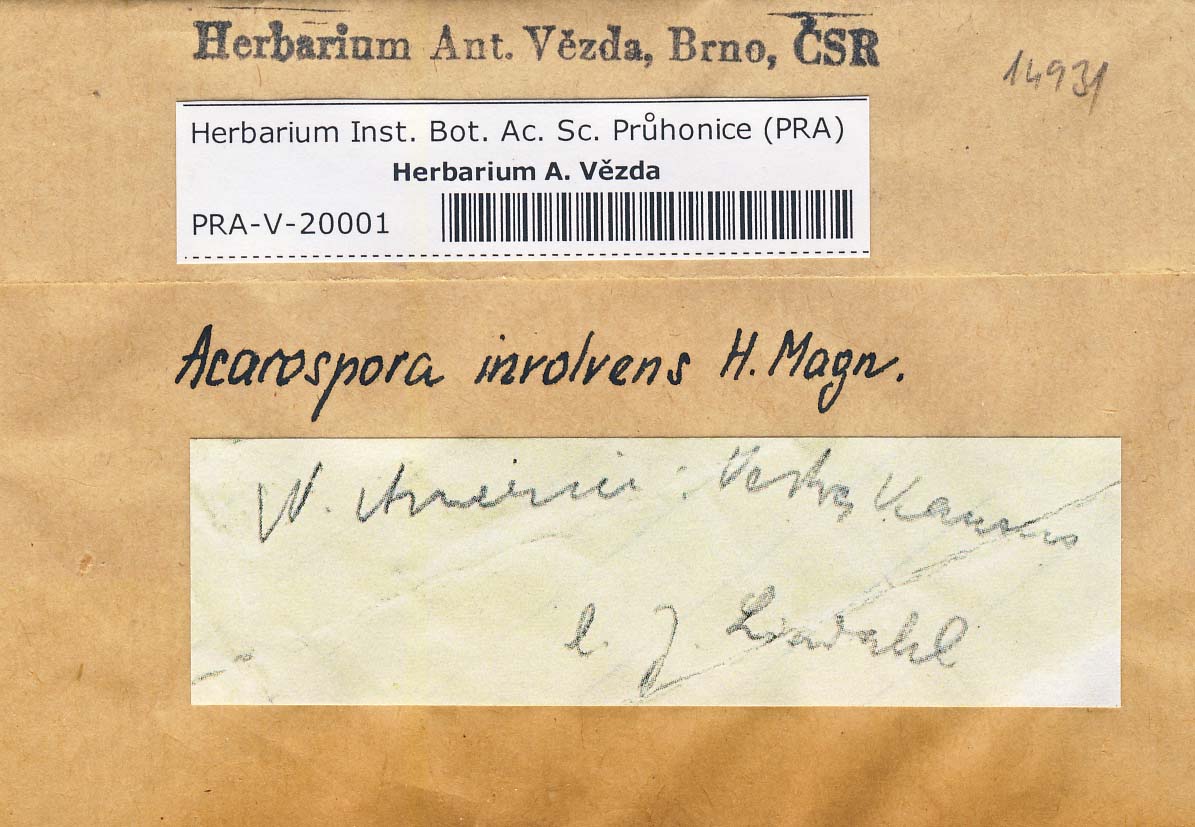 Herbarium Ant. Vězda, Brno, ČSR
14931
Herbarium Inst. Bot. Ac. Sc. Průhonice (PRA)
Herbarium A. Vězda
PRA-V-20001
Acarospora involvens H. Magn.
N.
l. J. Lindahl